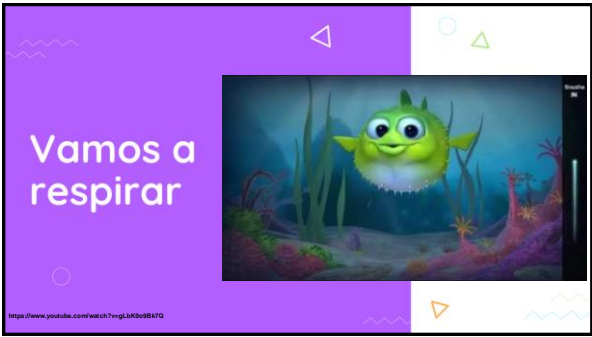 Vamos a
respirar
Breathe
IN
https://www.youtube.com/watch?v=gLbK0o9Bk7Q